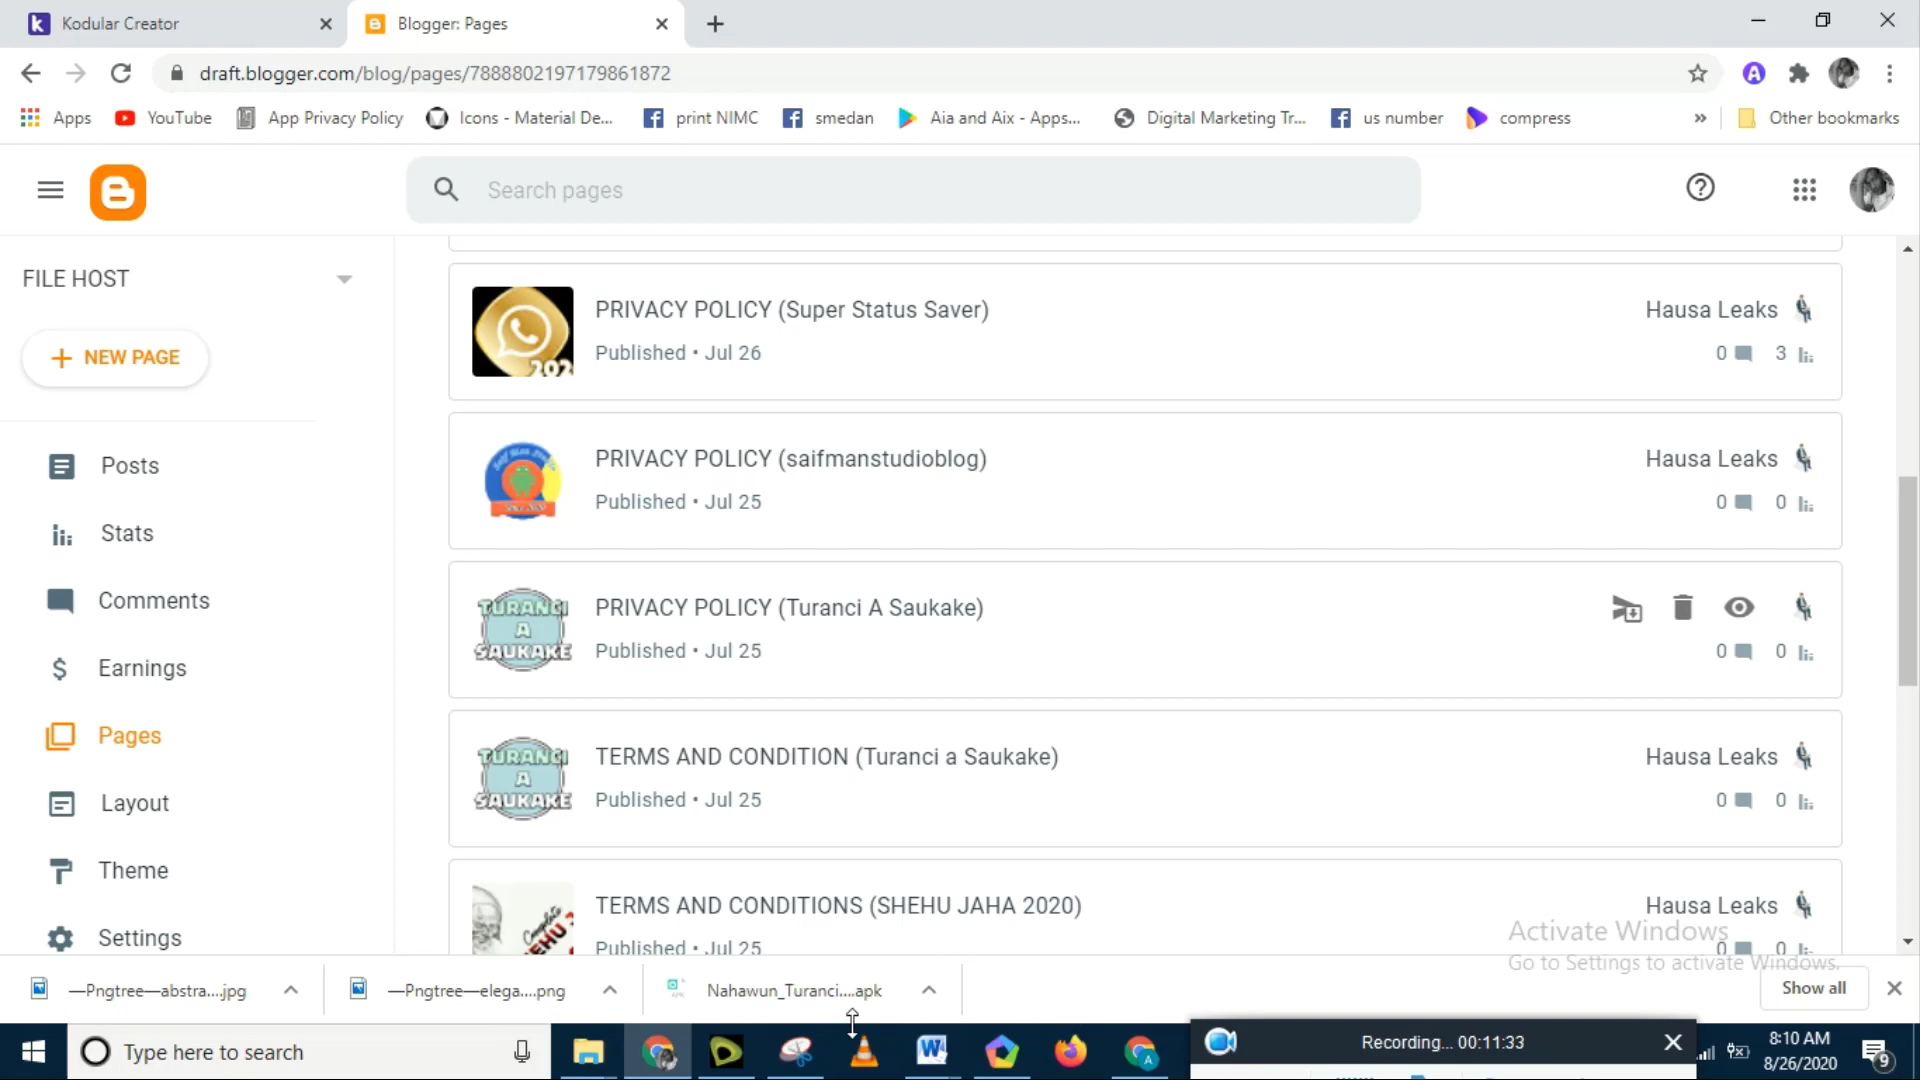 Kodular Creator
Blogger: Pages
draft.blogger.com/blog/pages/7888802197179861872
Apps
YouTube
App Privacy Policy
Icons - Material De...
print NIMC
smedan
Aia and Aix - Apps...
Digital Marketing Tr...
us number
compress
»
Other bookmarks
Search pages
FILE HOST
+ NEW PAGE
Posts
Stats
Comments
Earnings
Pages
Layout
Theme
Settings
PRIVACY POLICY (Super Status Saver)
Hausa Leaks
Published • Jul 26
0 3
PRIVACY POLICY (saifmanstudioblog)
Hausa Leaks
Published • Jul 25
0 0
TURANCI
A
SAUKAKE
PRIVACY POLICY (Turanci A Saukake)
Published • Jul 25
0 0
TURANCI
A
SAUKAKE
TERMS AND CONDITION (Turanci a Saukake)
Hausa Leaks
Published • Jul 25
0 0
TERMS AND CONDITIONS (SHEHU JAHA 2020)
Hausa Leaks
Published • Jul 25
0 0
Activate Windows
Go to Settings to activate Windows.
—Pngtree—abstra....jpg
—Pngtree—elega....png
Nahawun_Turanci....apk
Show all
Type here to search
Recording... 00:11:33
8:10 AM
8/26/2020
9